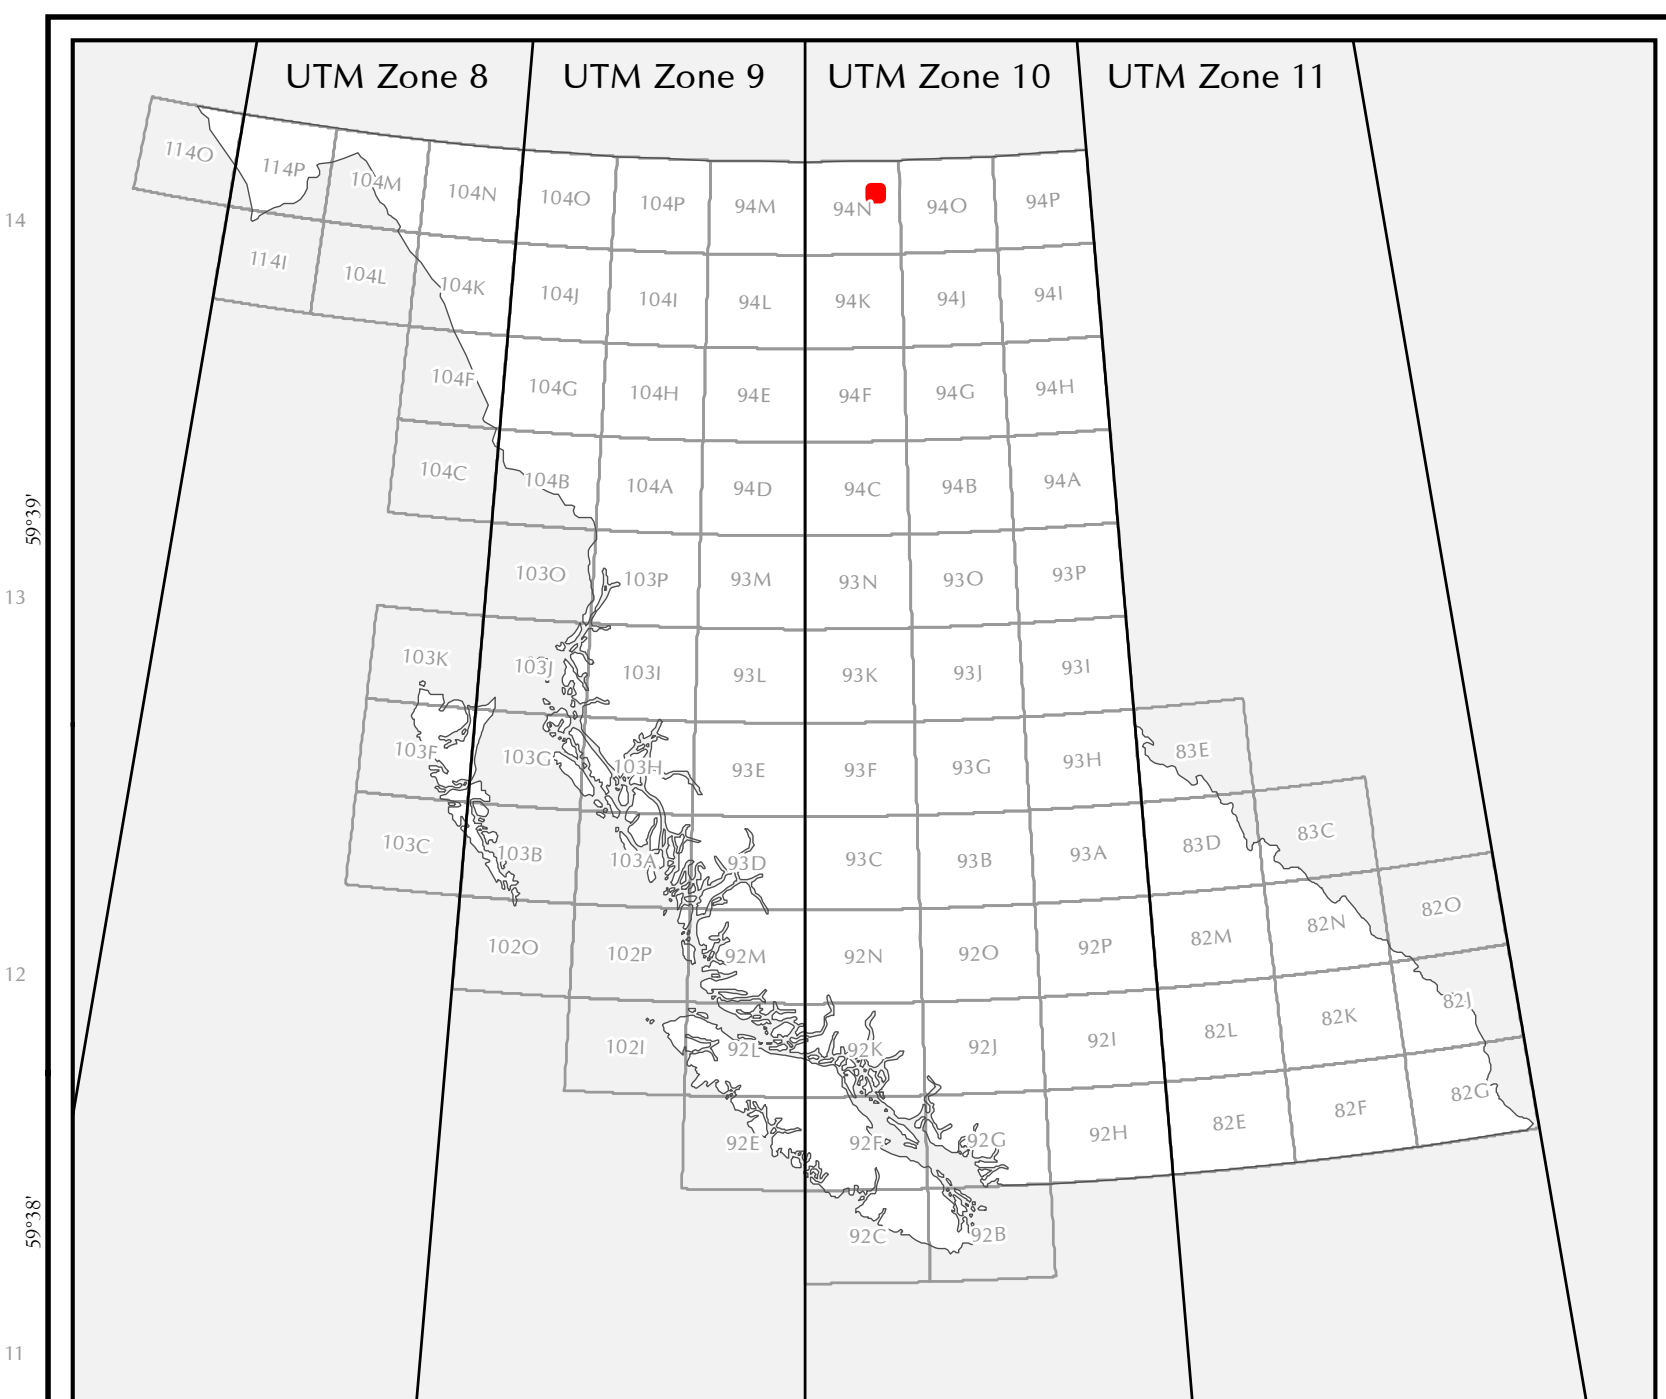 UTM Zone 8 UTM Zone 9 UTM Zone 10 UTM Zone 11
114O 114P 104M 104N 104O 104P 94M 94N 94O 94P
14
114I 104L 104K 104J 104I 94L 94K 94J 94I
104F 104G 104H 94E 94F 94G 94H
104C 104B 104A 94D 94C 94B 94A
59°39'
103O 103P 93M 93N 93O 93P
13
103K 103J 103I 93L 93K 93J 93I
103F 103G 103H 93E 93F 93G 93H 83E
103C 103B 103A 93D 93C 93B 93A 83D 83C
102O 102P 92M 92N 92O 92P 82M 82N 82O
12
102I 92L 92K 92J 92I 82L 82K 82J
92E 92F 92G 92H 82E 82F 82G
59°38'
92C 92B
11